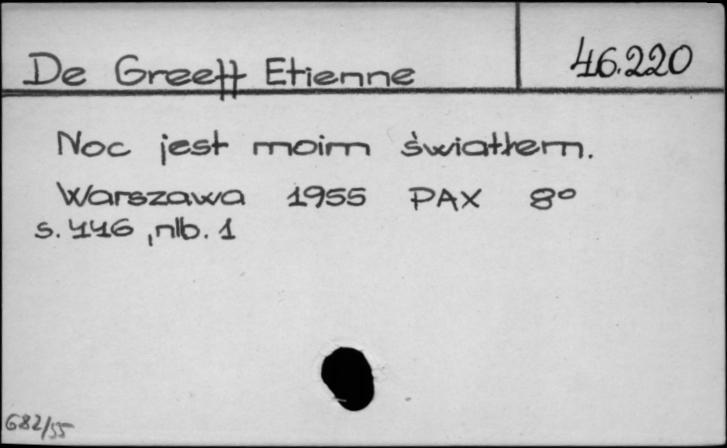 De Greeff Etienne
46.220
Noc jest moim światłem.
Warszawa 1955 PAX 8°
s. 446, nlb. 1
682/55